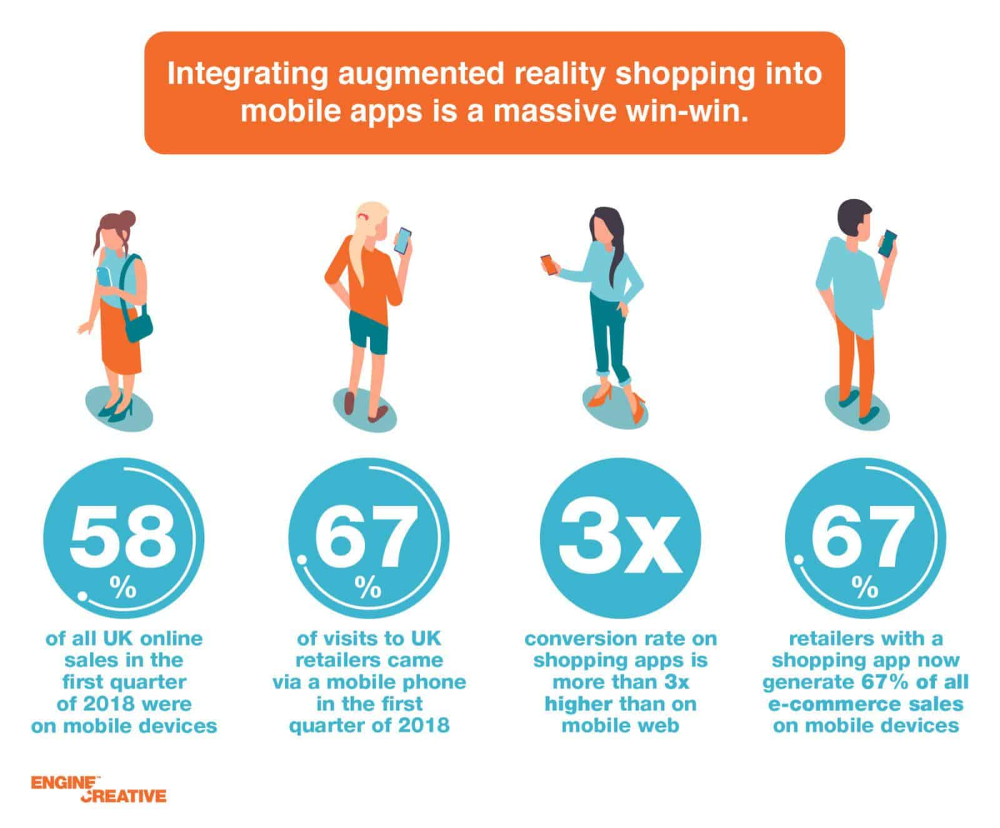 Integrating augmented reality shopping into
mobile apps is a massive win-win.
58
%
of all UK online
sales in the
first quarter
of 2018 were
on mobile devices
67
%
of visits to UK
retailers came
via a mobile phone
in the first
quarter of 2018
3x
conversion rate on
shopping apps is
more than 3x
higher than on
mobile web
67
%
retailers with a
shopping app now
generate 67% of all
e-commerce sales
on mobile devices
ENGINE™
CREATIVE